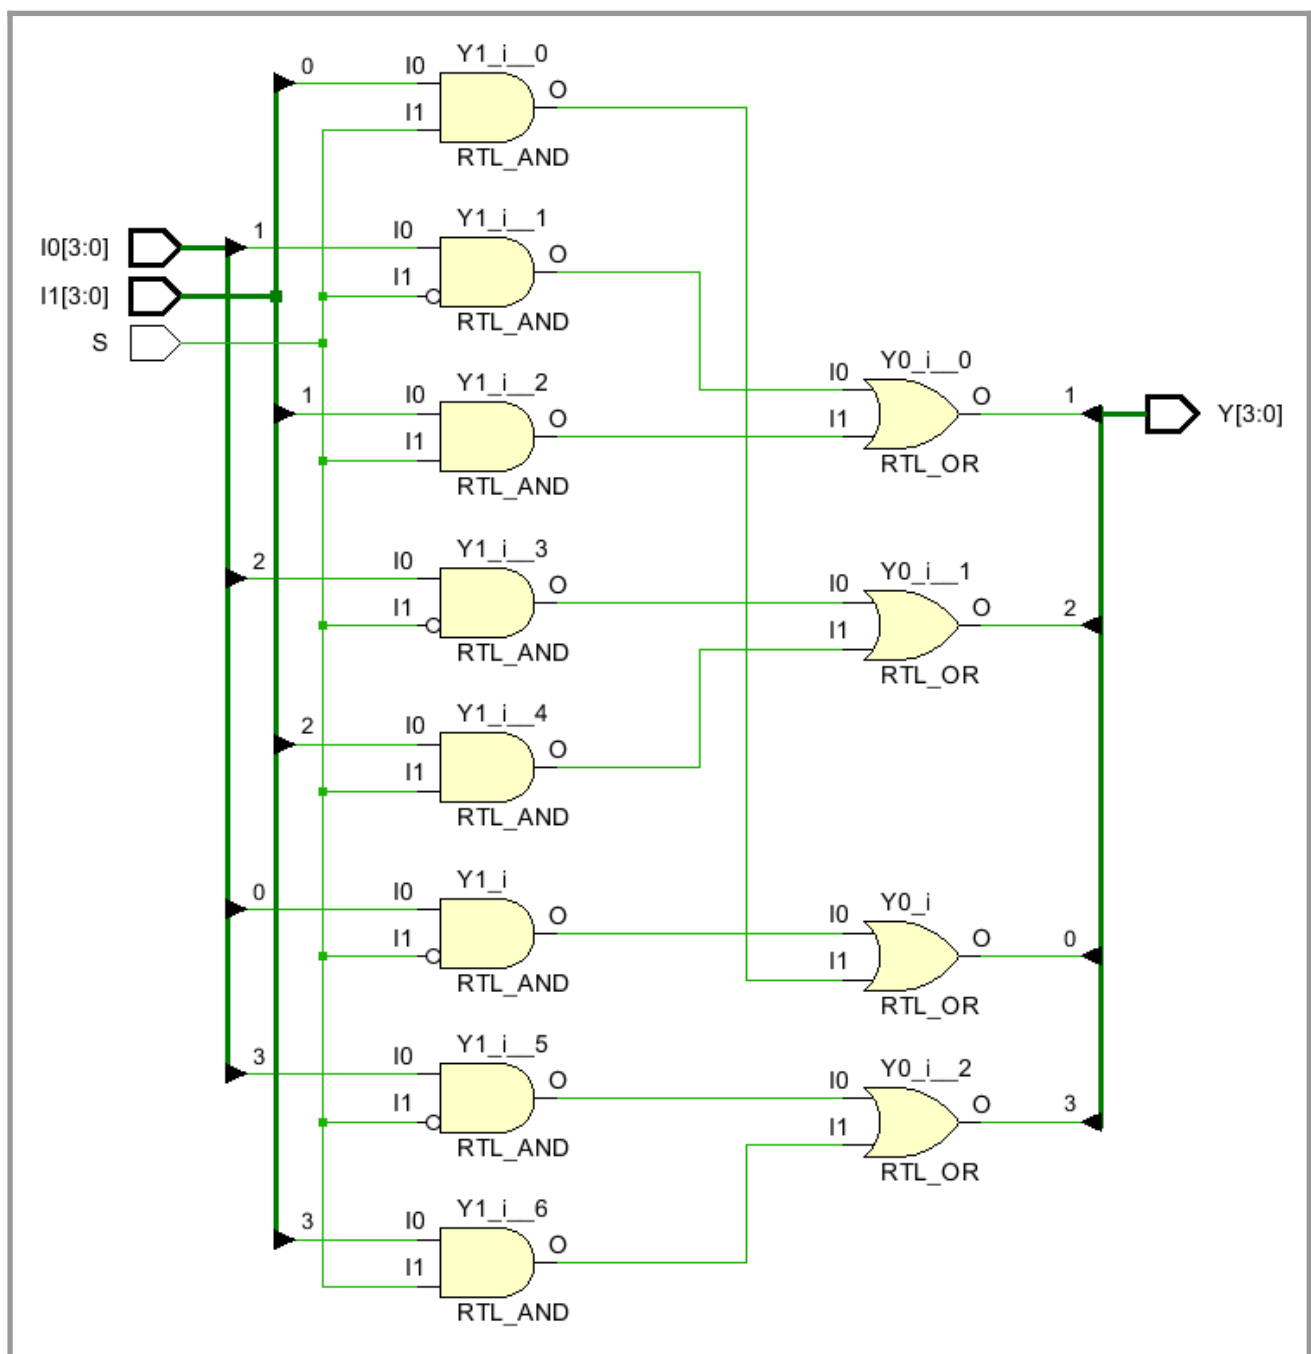 Y1_i__0
0 I0 O
I1
RTL_AND
Y1_i__1
I0[3:0] 1 I0 O
I1[3:0] I1
RTL_AND
S
Y1_i__2 Y0_i__0
1 I0 O I0 O 1 Y[3:0]
I1 I1
RTL_AND RTL_OR
Y1_i__3 Y0_i__1
2 I0 O I0 O 2
I1 I1
RTL_AND RTL_OR
Y1_i__4
2 I0 O
I1
RTL_AND
Y1_i Y0_i
0 I0 O I0 O 0
I1 I1
RTL_AND RTL_OR
Y1_i__5 Y0_i__2
3 I0 O I0 O 3
I1 I1
RTL_AND RTL_OR
Y1_i__6
3 I0 O
I1
RTL_AND